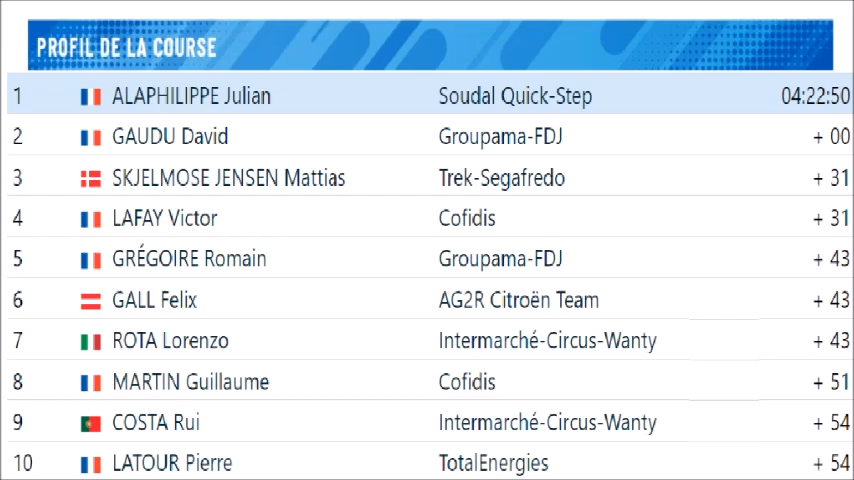 PROFIL DE LA COURSE
1 ALAPHILIPPE Julian Soudal Quick-Step 04:22:50
2 GAUDU David Groupama-FDJ + 00
3 SKJELMOSE JENSEN Mattias Trek-Segafredo + 31
4 LAFAY Victor Cofidis + 31
5 GRÉGOIRE Romain Groupama-FDJ + 43
6 GALL Felix AG2R Citroën Team + 43
7 ROTA Lorenzo Intermarché-Circus-Wanty + 43
8 MARTIN Guillaume Cofidis + 51
9 COSTA Rui Intermarché-Circus-Wanty + 54
10 LATOUR Pierre TotalEnergies + 54